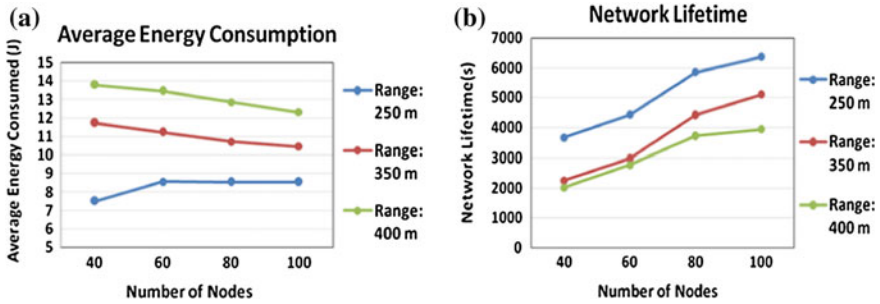 (a)
Average Energy Consumption
Average Energy Consumed (J)
15
14
13
12
11
10
9
8
7
6
5
40 60 80 100
Number of Nodes
Range:
250 m
Range:
350 m
Range:
400 m
(b)
Network Lifetime
Network Lifetime(s)
7000
6000
5000
4000
3000
2000
1000
0
40 60 80 100
Number of Nodes
Range:
250 m
Range:
350 m
Range:
400 m